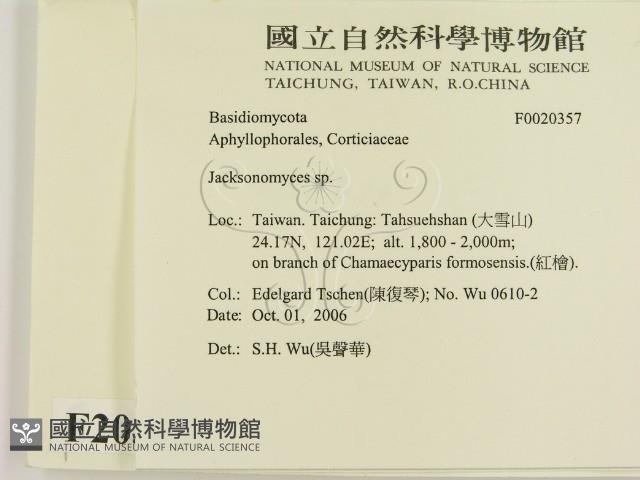 國立自然科學博物館
NATIONAL MUSEUM OF NATURAL SCIENCE
TAICHUNG, TAIWAN, R.O.CHINA
Basidiomycota F0020357
Aphyllophorales, Corticiaceae
Jacksonomyces sp.
Loc.: Taiwan. Taichung: Tahsuehshan (大雪山)
24.17N, 121.02E; alt. 1,800 - 2,000m;
on branch of Chamaecyparis formosensis.(紅檜).
Col.: Edelgard Tschen(陳復琴); No. Wu 0610-2
Date: Oct. 01, 2006
Det.: S.H. Wu(吳聲華)
F20
國立自然科學博物館
NATIONAL MUSEUM OF NATURAL SCIENCE